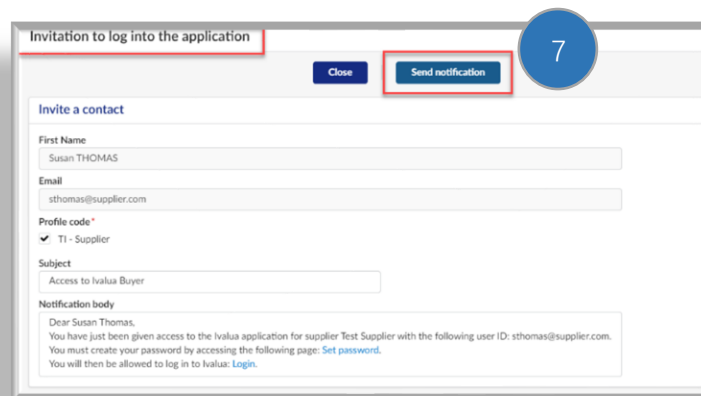 Invitation to log into the application
7
Close
Send notification
Invite a contact
First Name
Susan THOMAS
Email
sthomas@supplier.com
Profile code*
TI - Supplier
Subject
Access to Ivalua Buyer
Notification body
Dear Susan Thomas,
You have just been given access to the Ivalua application for supplier Test Supplier with the following user ID: sthomas@supplier.com.
You must create your password by accessing the following page: Set password.
You will then be allowed to log in to Ivalua: Login.